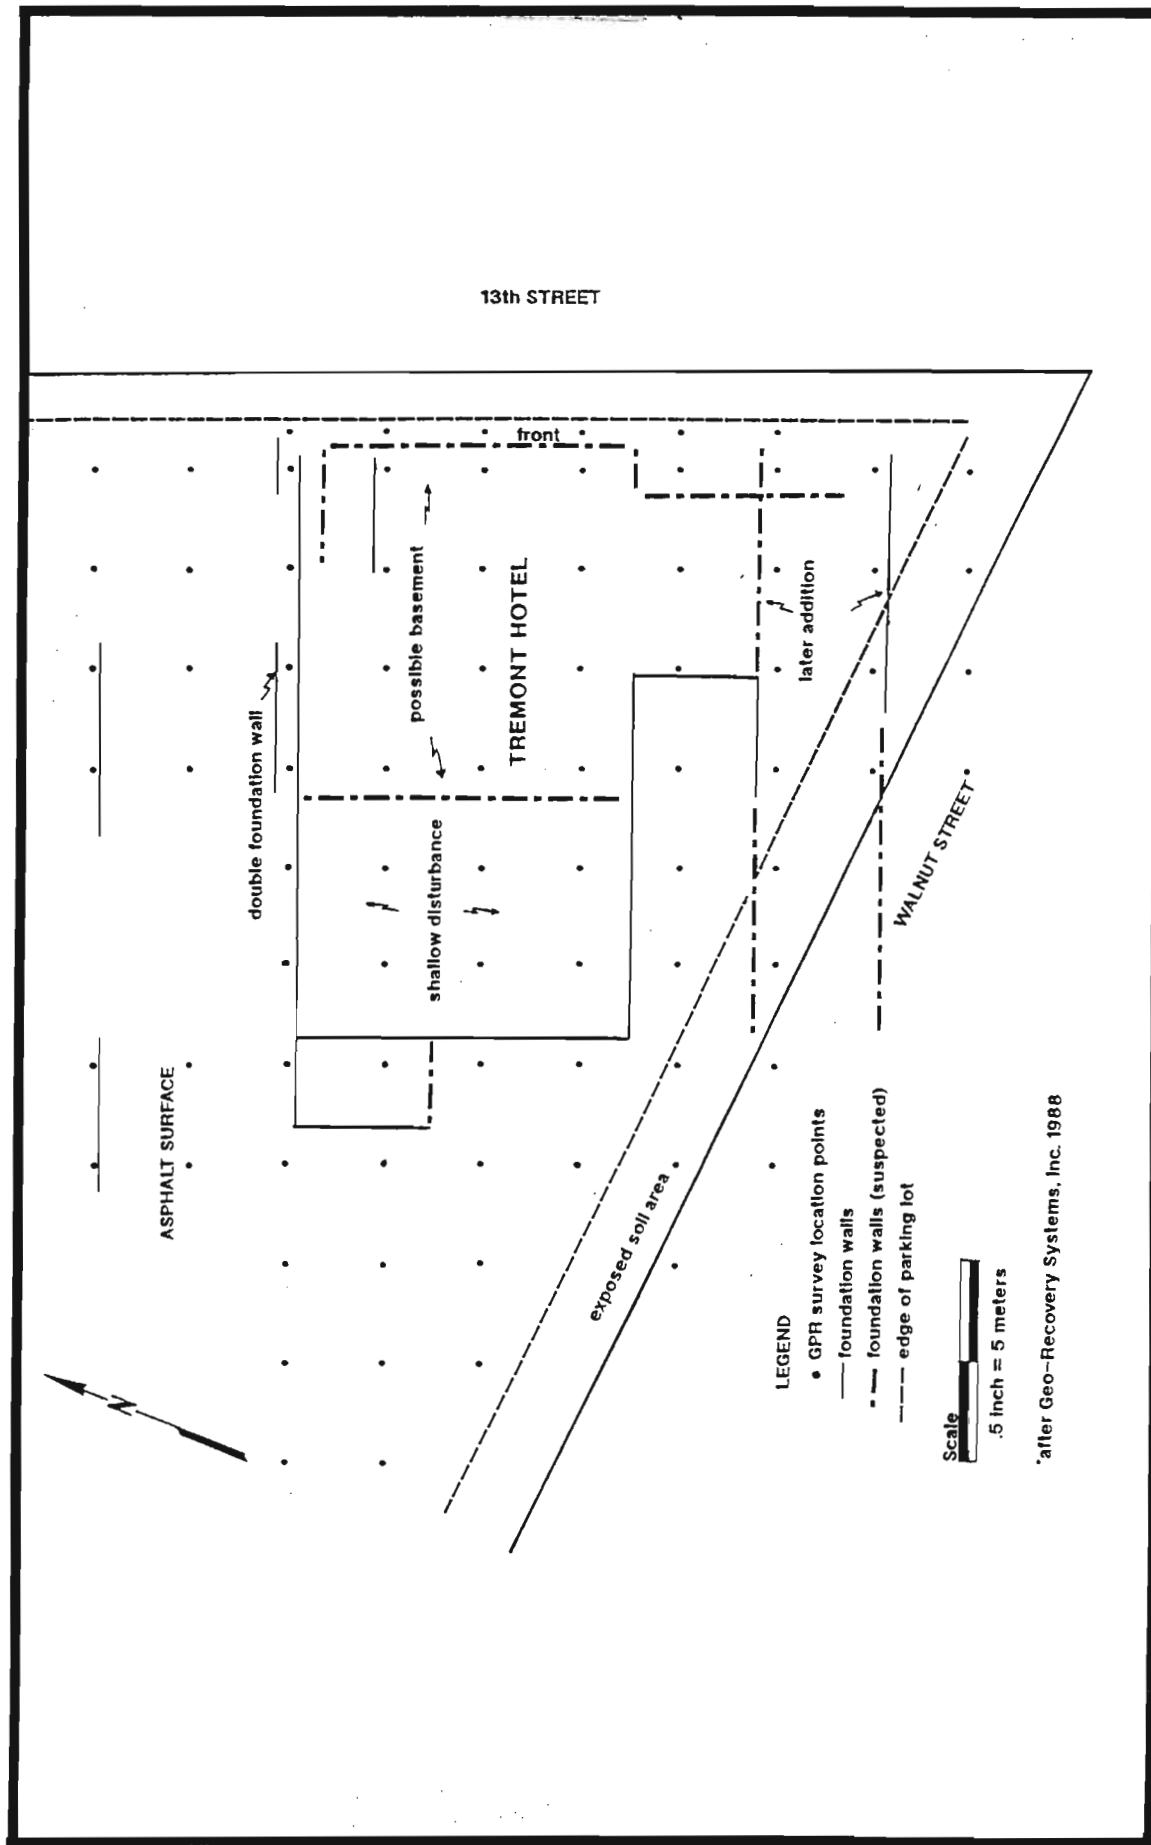 13th STREET
front
possible basement
TREMONT HOTEL
later addition
double foundation wall
shallow disturbance
WALNUT STREET
ASPHALT SURFACE
exposed soil area
N
LEGEND
• GPR survey location points
foundation walls
foundation walls (suspected)
edge of parking lot
Scale
.5 inch = 5 meters
*after Geo-Recovery Systems, Inc. 1988